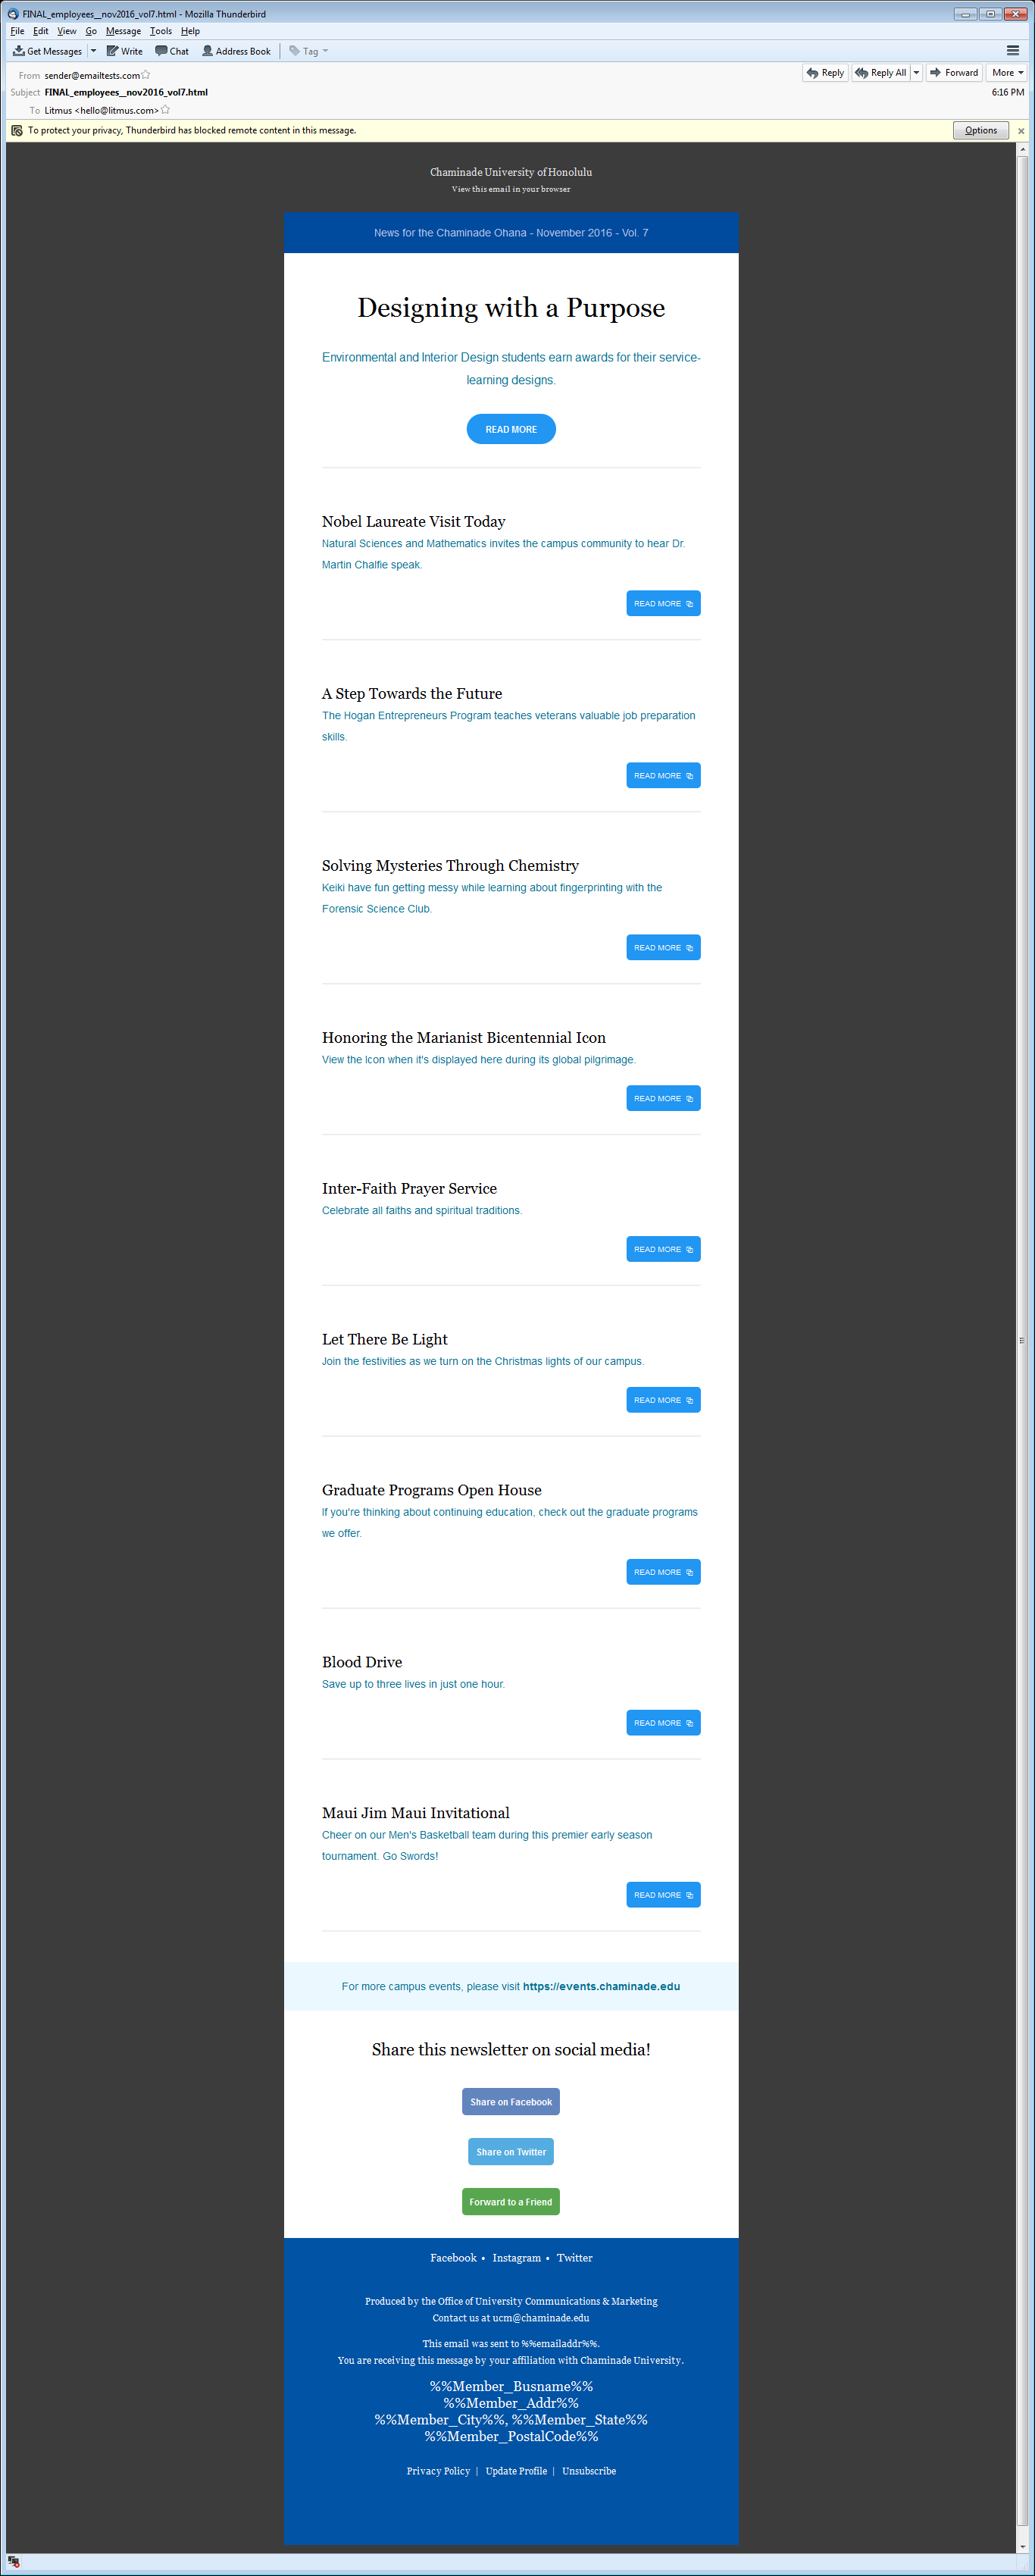 FINAL_employees__nov2016_vol7.html - Mozilla Thunderbird
File Edit View Go Message Tools Help
Get Messages Write Chat Address Book Tag
From sender@emailtests.com Reply Reply All Forward More
Subject FINAL_employees__nov2016_vol7.html 6:16 PM
To Litmus <hello@litmus.com>
To protect your privacy, Thunderbird has blocked remote content in this message. Options
Chaminade University of Honolulu
View this email in your browser
News for the Chaminade Ohana - November 2016 - Vol. 7
Designing with a Purpose
Environmental and Interior Design students earn awards for their service-
learning designs.
READ MORE
Nobel Laureate Visit Today
Natural Sciences and Mathematics invites the campus community to hear Dr.
Martin Chalfie speak.
READ MORE
A Step Towards the Future
The Hogan Entrepreneurs Program teaches veterans valuable job preparation
skills.
READ MORE
Solving Mysteries Through Chemistry
Keiki have fun getting messy while learning about fingerprinting with the
Forensic Science Club.
READ MORE
Honoring the Marianist Bicentennial Icon
View the Icon when it's displayed here during its global pilgrimage.
READ MORE
Inter-Faith Prayer Service
Celebrate all faiths and spiritual traditions.
READ MORE
Let There Be Light
Join the festivities as we turn on the Christmas lights of our campus.
READ MORE
Graduate Programs Open House
If you're thinking about continuing education, check out the graduate programs
we offer.
READ MORE
Blood Drive
Save up to three lives in just one hour.
READ MORE
Maui Jim Maui Invitational
Cheer on our Men's Basketball team during this premier early season
tournament. Go Swords!
READ MORE
For more campus events, please visit https://events.chaminade.edu
Share this newsletter on social media!
Share on Facebook
Share on Twitter
Forward to a Friend
Facebook • Instagram • Twitter
Produced by the Office of University Communications & Marketing
Contact us at ucm@chaminade.edu
This email was sent to %%emailaddr%%.
You are receiving this message by your affiliation with Chaminade University.
%%Member_Busname%%
%%Member_Addr%%
%%Member_City%%, %%Member_State%%
%%Member_PostalCode%%
Privacy Policy | Update Profile | Unsubscribe